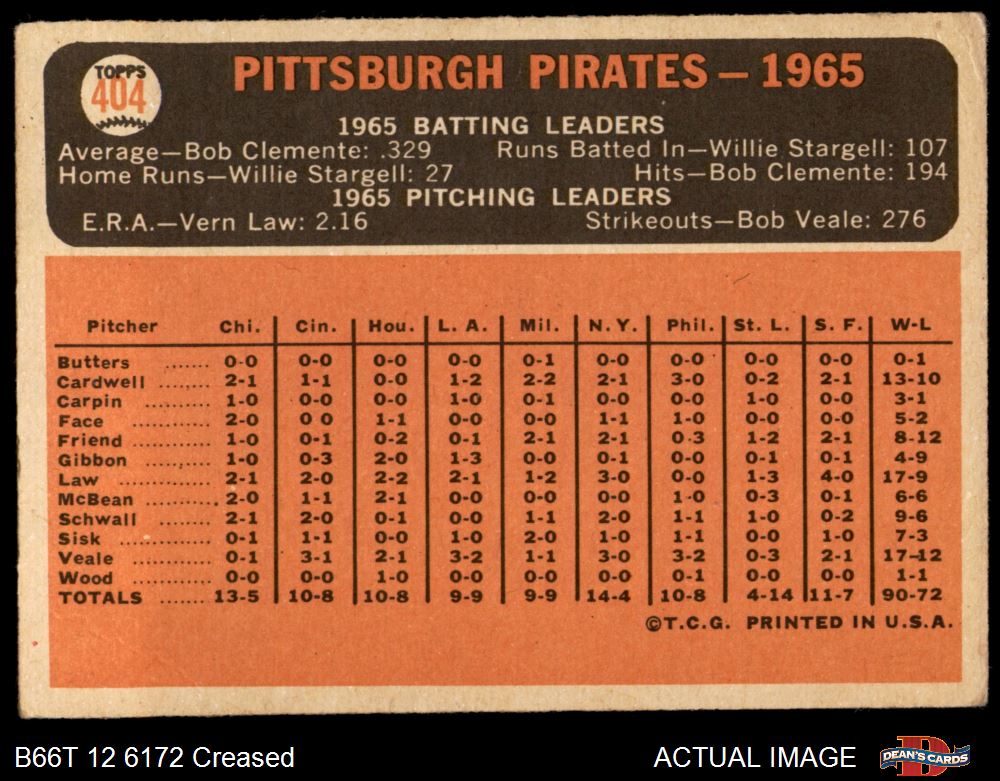 TOPPS
404
PITTSBURGH PIRATES — 1965
1965 BATTING LEADERS
Average—Bob Clemente: .329 Runs Batted In—Willie Stargell: 107
Home Runs—Willie Stargell: 27 Hits—Bob Clemente: 194
1965 PITCHING LEADERS
E.R.A.—Vern Law: 2.16 Strikeouts—Bob Veale: 276
Pitcher Chi. Cin. Hou. L. A. Mil. N. Y. Phil. St. L. S. F. W-L
Butters ....... 0-0 0-0 0-0 0-0 0-1 0-0 0-0 0-0 0-0 0-1
Cardwell ....... 2-1 1-1 0-0 1-2 2-2 2-1 3-0 0-2 2-1 13-10
Carpin .......... 1-0 0-0 0-0 1-0 0-1 0-0 0-0 1-0 0-0 3-1
Face ............ 2-0 0 0 1-1 0-0 0-0 1-1 1-0 0-0 0-0 5-2
Friend .......... 1-0 0-1 0-2 0-1 2-1 2-1 0-3 1-2 2-1 8-12
Gibbon .......... 1-0 0-3 2-0 1-3 0-0 0-1 0-0 0-1 0-1 4-9
Law ............. 2-1 2-0 2-2 2-1 1-2 3-0 0-0 1-3 4-0 17-9
McBean .......... 2-0 1-1 2-1 0-0 0-0 0-0 1-0 0-3 0-1 6-6
Schwall ......... 2-1 2-0 0-1 0-0 1-1 2-0 1-1 1-0 0-2 9-6
Sisk ............ 0-1 1-1 0-0 1-0 2-0 1-0 1-1 0-0 1-0 7-3
Veale ........... 0-1 3-1 2-1 3-2 1-1 3-0 3-2 0-3 2-1 17-12
Wood ............ 0-0 0-0 1-0 0-0 0-0 0-0 0-1 0-0 0-0 1-1
TOTALS ....... 13-5 10-8 10-8 9-9 9-9 14-4 10-8 4-14 11-7 90-72
©T.C.G. PRINTED IN U.S.A.
B66T 12 6172 Creased ACTUAL IMAGE DEAN'S CARDS